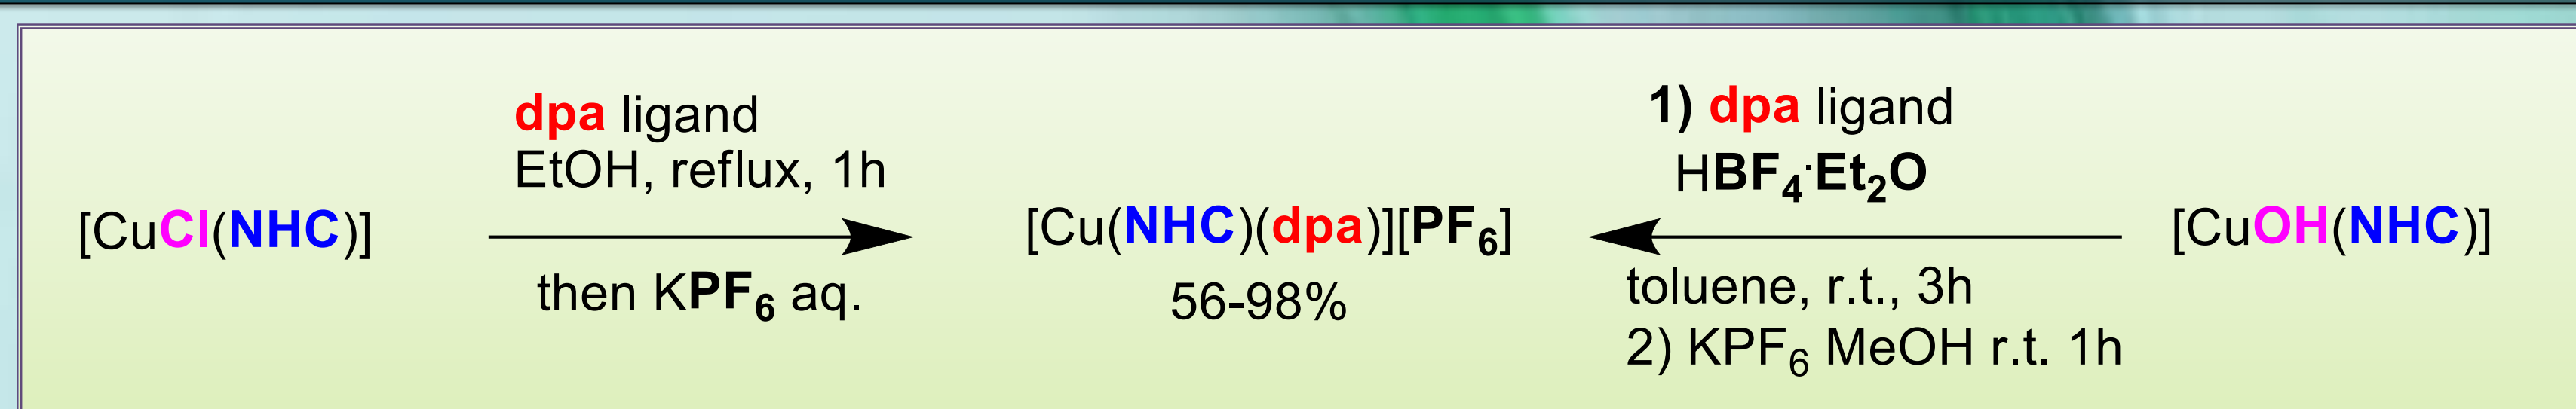 dpa ligand
EtOH, reflux, 1h
[CuCl(NHC)]
then KPF6 aq.
[Cu(NHC)(dpa)][PF6]
56-98%
1) dpa ligand
HBF4·Et2O
toluene, r.t., 3h
2) KPF6 MeOH r.t. 1h
[CuOH(NHC)]